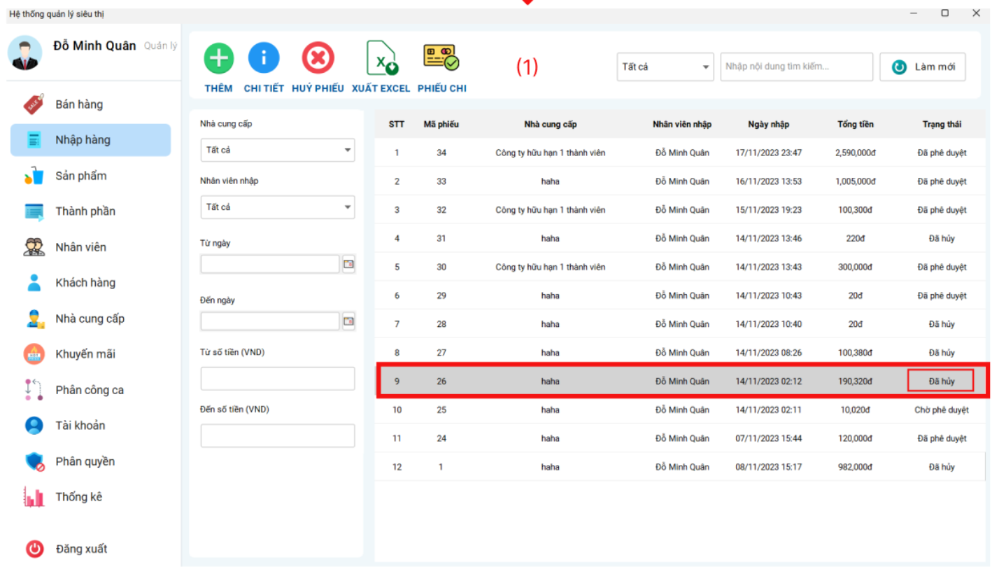 Hệ thống quản lý siêu thị
Đỗ Minh Quân Quản lý
THÊM CHI TIẾT HUỶ PHIẾU XUẤT EXCEL PHIẾU CHI
(1)
Tất cả Nhập nội dung tìm kiếm... Làm mới
Bán hàng
Nhập hàng
Sản phẩm
Thành phần
Nhân viên
Khách hàng
Nhà cung cấp
Khuyến mãi
Phân công ca
Tài khoản
Phân quyền
Thống kê
Đăng xuất
Nhà cung cấp
Tất cả
Nhân viên nhập
Tất cả
Từ ngày
Đến ngày
Từ số tiền (VND)
Đến số tiền (VND)
STT Mã phiếu Nhà cung cấp Nhân viên nhập Ngày nhập Tổng tiền Trạng thái
1 34 Công ty hữu hạn 1 thành viên Đỗ Minh Quân 17/11/2023 23:47 2,590,000đ Đã phê duyệt
2 33 haha Đỗ Minh Quân 16/11/2023 13:53 1,005,000đ Đã phê duyệt
3 32 Công ty hữu hạn 1 thành viên Đỗ Minh Quân 15/11/2023 19:23 100,300đ Đã phê duyệt
4 31 haha Đỗ Minh Quân 14/11/2023 13:46 220đ Đã hủy
5 30 Công ty hữu hạn 1 thành viên Đỗ Minh Quân 14/11/2023 13:43 300,000đ Đã phê duyệt
6 29 haha Đỗ Minh Quân 14/11/2023 10:43 20đ Đã phê duyệt
7 28 haha Đỗ Minh Quân 14/11/2023 10:40 20đ Đã hủy
8 27 haha Đỗ Minh Quân 14/11/2023 08:26 100,380đ Đã hủy
9 26 haha Đỗ Minh Quân 14/11/2023 02:12 190,320đ Đã hủy
10 25 haha Đỗ Minh Quân 14/11/2023 02:11 10,020đ Chờ phê duyệt
11 24 haha Đỗ Minh Quân 07/11/2023 15:44 120,000đ Đã phê duyệt
12 1 haha Đỗ Minh Quân 08/11/2023 15:17 982,000đ Đã hủy